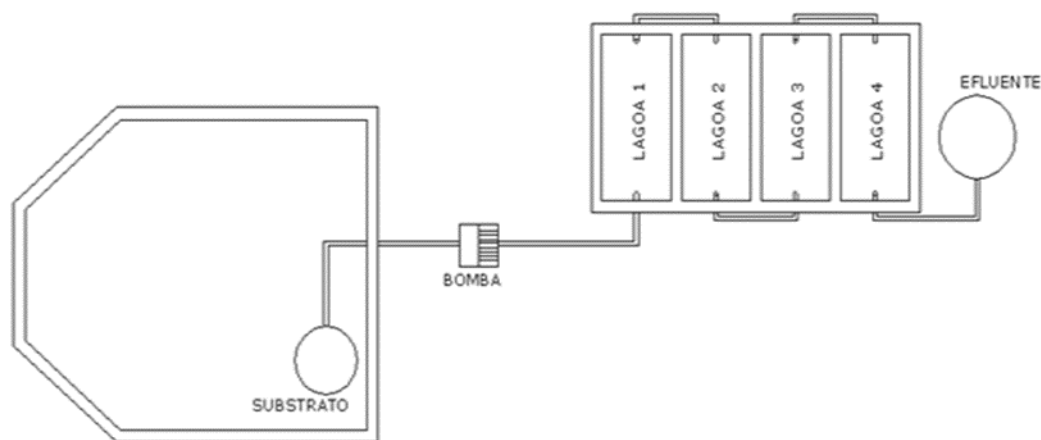 LAGOA 1
LAGOA 2
LAGOA 3
LAGOA 4
EFLUENTE
BOMBA
SUBSTRATO